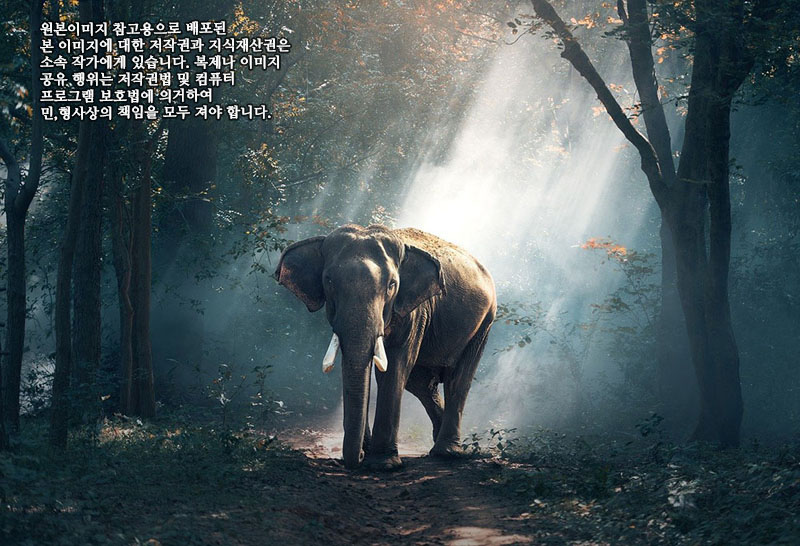 원본이미지 참고용으로 배포된
본 이미지에 대한 저작권과 지식재산권은
소속 작가에게 있습니다. 복제나 이미지
공유 행위는 저작권법 및 컴퓨터
프로그램 보호법에 의거하여
민,형사상의 책임을 모두 져야 합니다.